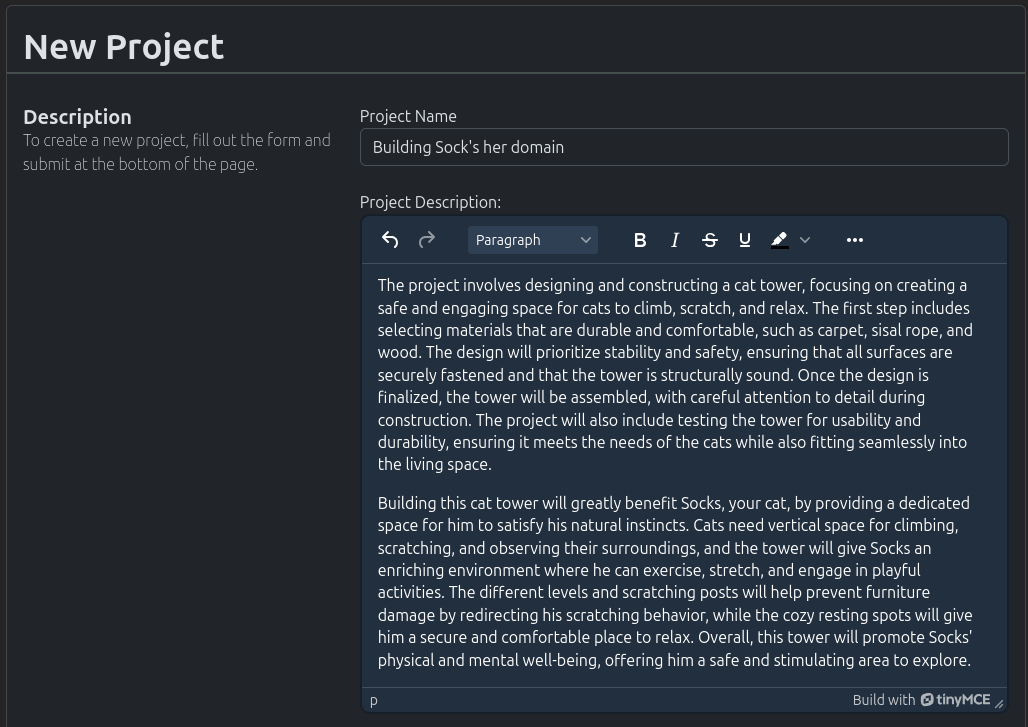 New Project
Description
To create a new project, fill out the form and
submit at the bottom of the page.
Project Name
Building Sock's her domain
Project Description:
Paragraph
B I S U
The project involves designing and constructing a cat tower, focusing on creating a
safe and engaging space for cats to climb, scratch, and relax. The first step includes
selecting materials that are durable and comfortable, such as carpet, sisal rope, and
wood. The design will prioritize stability and safety, ensuring that all surfaces are
securely fastened and that the tower is structurally sound. Once the design is
finalized, the tower will be assembled, with careful attention to detail during
construction. The project will also include testing the tower for usability and
durability, ensuring it meets the needs of the cats while also fitting seamlessly into
the living space.
Building this cat tower will greatly benefit Socks, your cat, by providing a dedicated
space for him to satisfy his natural instincts. Cats need vertical space for climbing,
scratching, and observing their surroundings, and the tower will give Socks an
enriching environment where he can exercise, stretch, and engage in playful
activities. The different levels and scratching posts will help prevent furniture
damage by redirecting his scratching behavior, while the cozy resting spots will give
him a secure and comfortable place to relax. Overall, this tower will promote Socks'
physical and mental well-being, offering him a safe and stimulating area to explore.
p
Build with tinyMCE